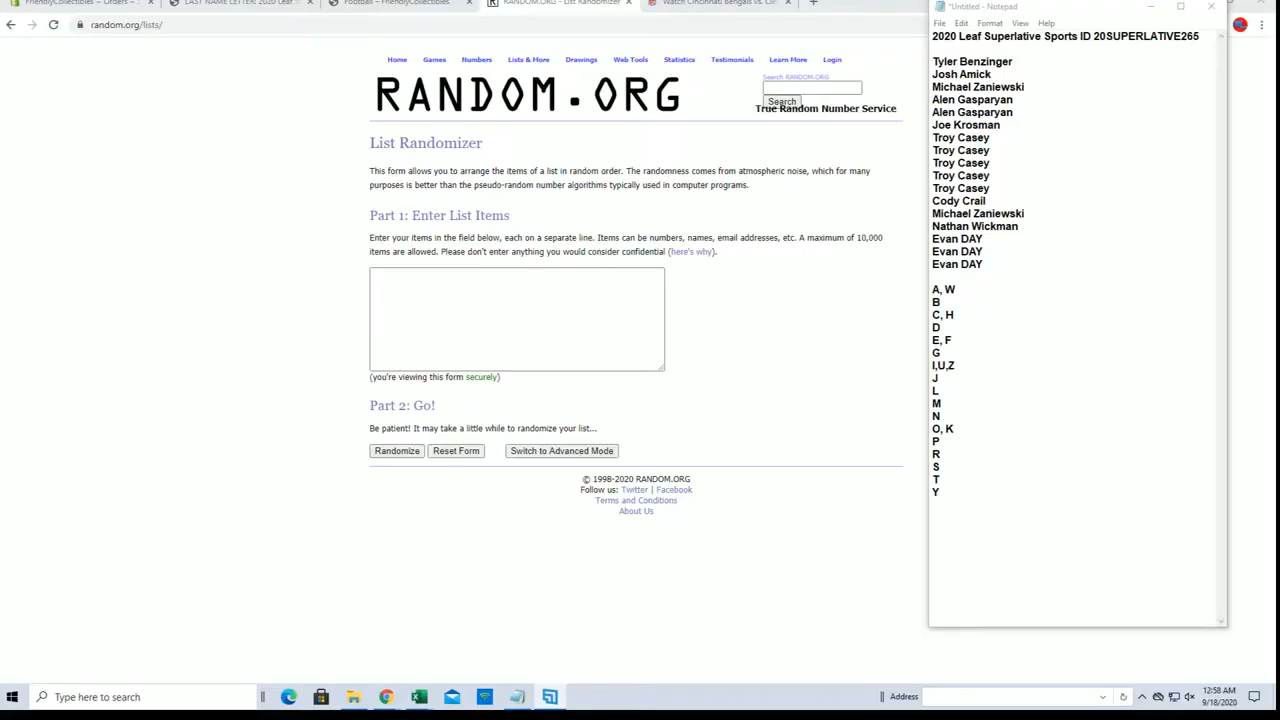 FriendlyCollectibles – Orders –
LAST NAME LETTER: 2020 Leaf
Football – FriendlyCollectibles
RANDOM.ORG - List Randomizer
Watch Cincinnati Bengals vs. Cle
random.org/lists/
Home Games Numbers Lists & More Drawings Web Tools Statistics Testimonials Learn More Login
RANDOM.ORG
Search RANDOM.ORG
Search
True Random Number Service
List Randomizer
This form allows you to arrange the items of a list in random order. The randomness comes from atmospheric noise, which for many
purposes is better than the pseudo-random number algorithms typically used in computer programs.
Part 1: Enter List Items
Enter your items in the field below, each on a separate line. Items can be numbers, names, email addresses, etc. A maximum of 10,000
items are allowed. Please don't enter anything you would consider confidential (here's why).
(you're viewing this form securely)
Part 2: Go!
Be patient! It may take a little while to randomize your list...
Randomize Reset Form Switch to Advanced Mode
© 1998-2020 RANDOM.ORG
Follow us: Twitter | Facebook
Terms and Conditions
About Us
*Untitled - Notepad
File Edit Format View Help
2020 Leaf Superlative Sports ID 20SUPERLATIVE265
Tyler Benzinger
Josh Amick
Michael Zaniewski
Alen Gasparyan
Alen Gasparyan
Joe Krosman
Troy Casey
Troy Casey
Troy Casey
Troy Casey
Troy Casey
Cody Crail
Michael Zaniewski
Nathan Wickman
Evan DAY
Evan DAY
Evan DAY
A, W
B
C, H
D
E, F
G
I,U,Z
J
L
M
N
O, K
P
R
S
T
Y
Type here to search
Address
12:58 AM
9/18/2020